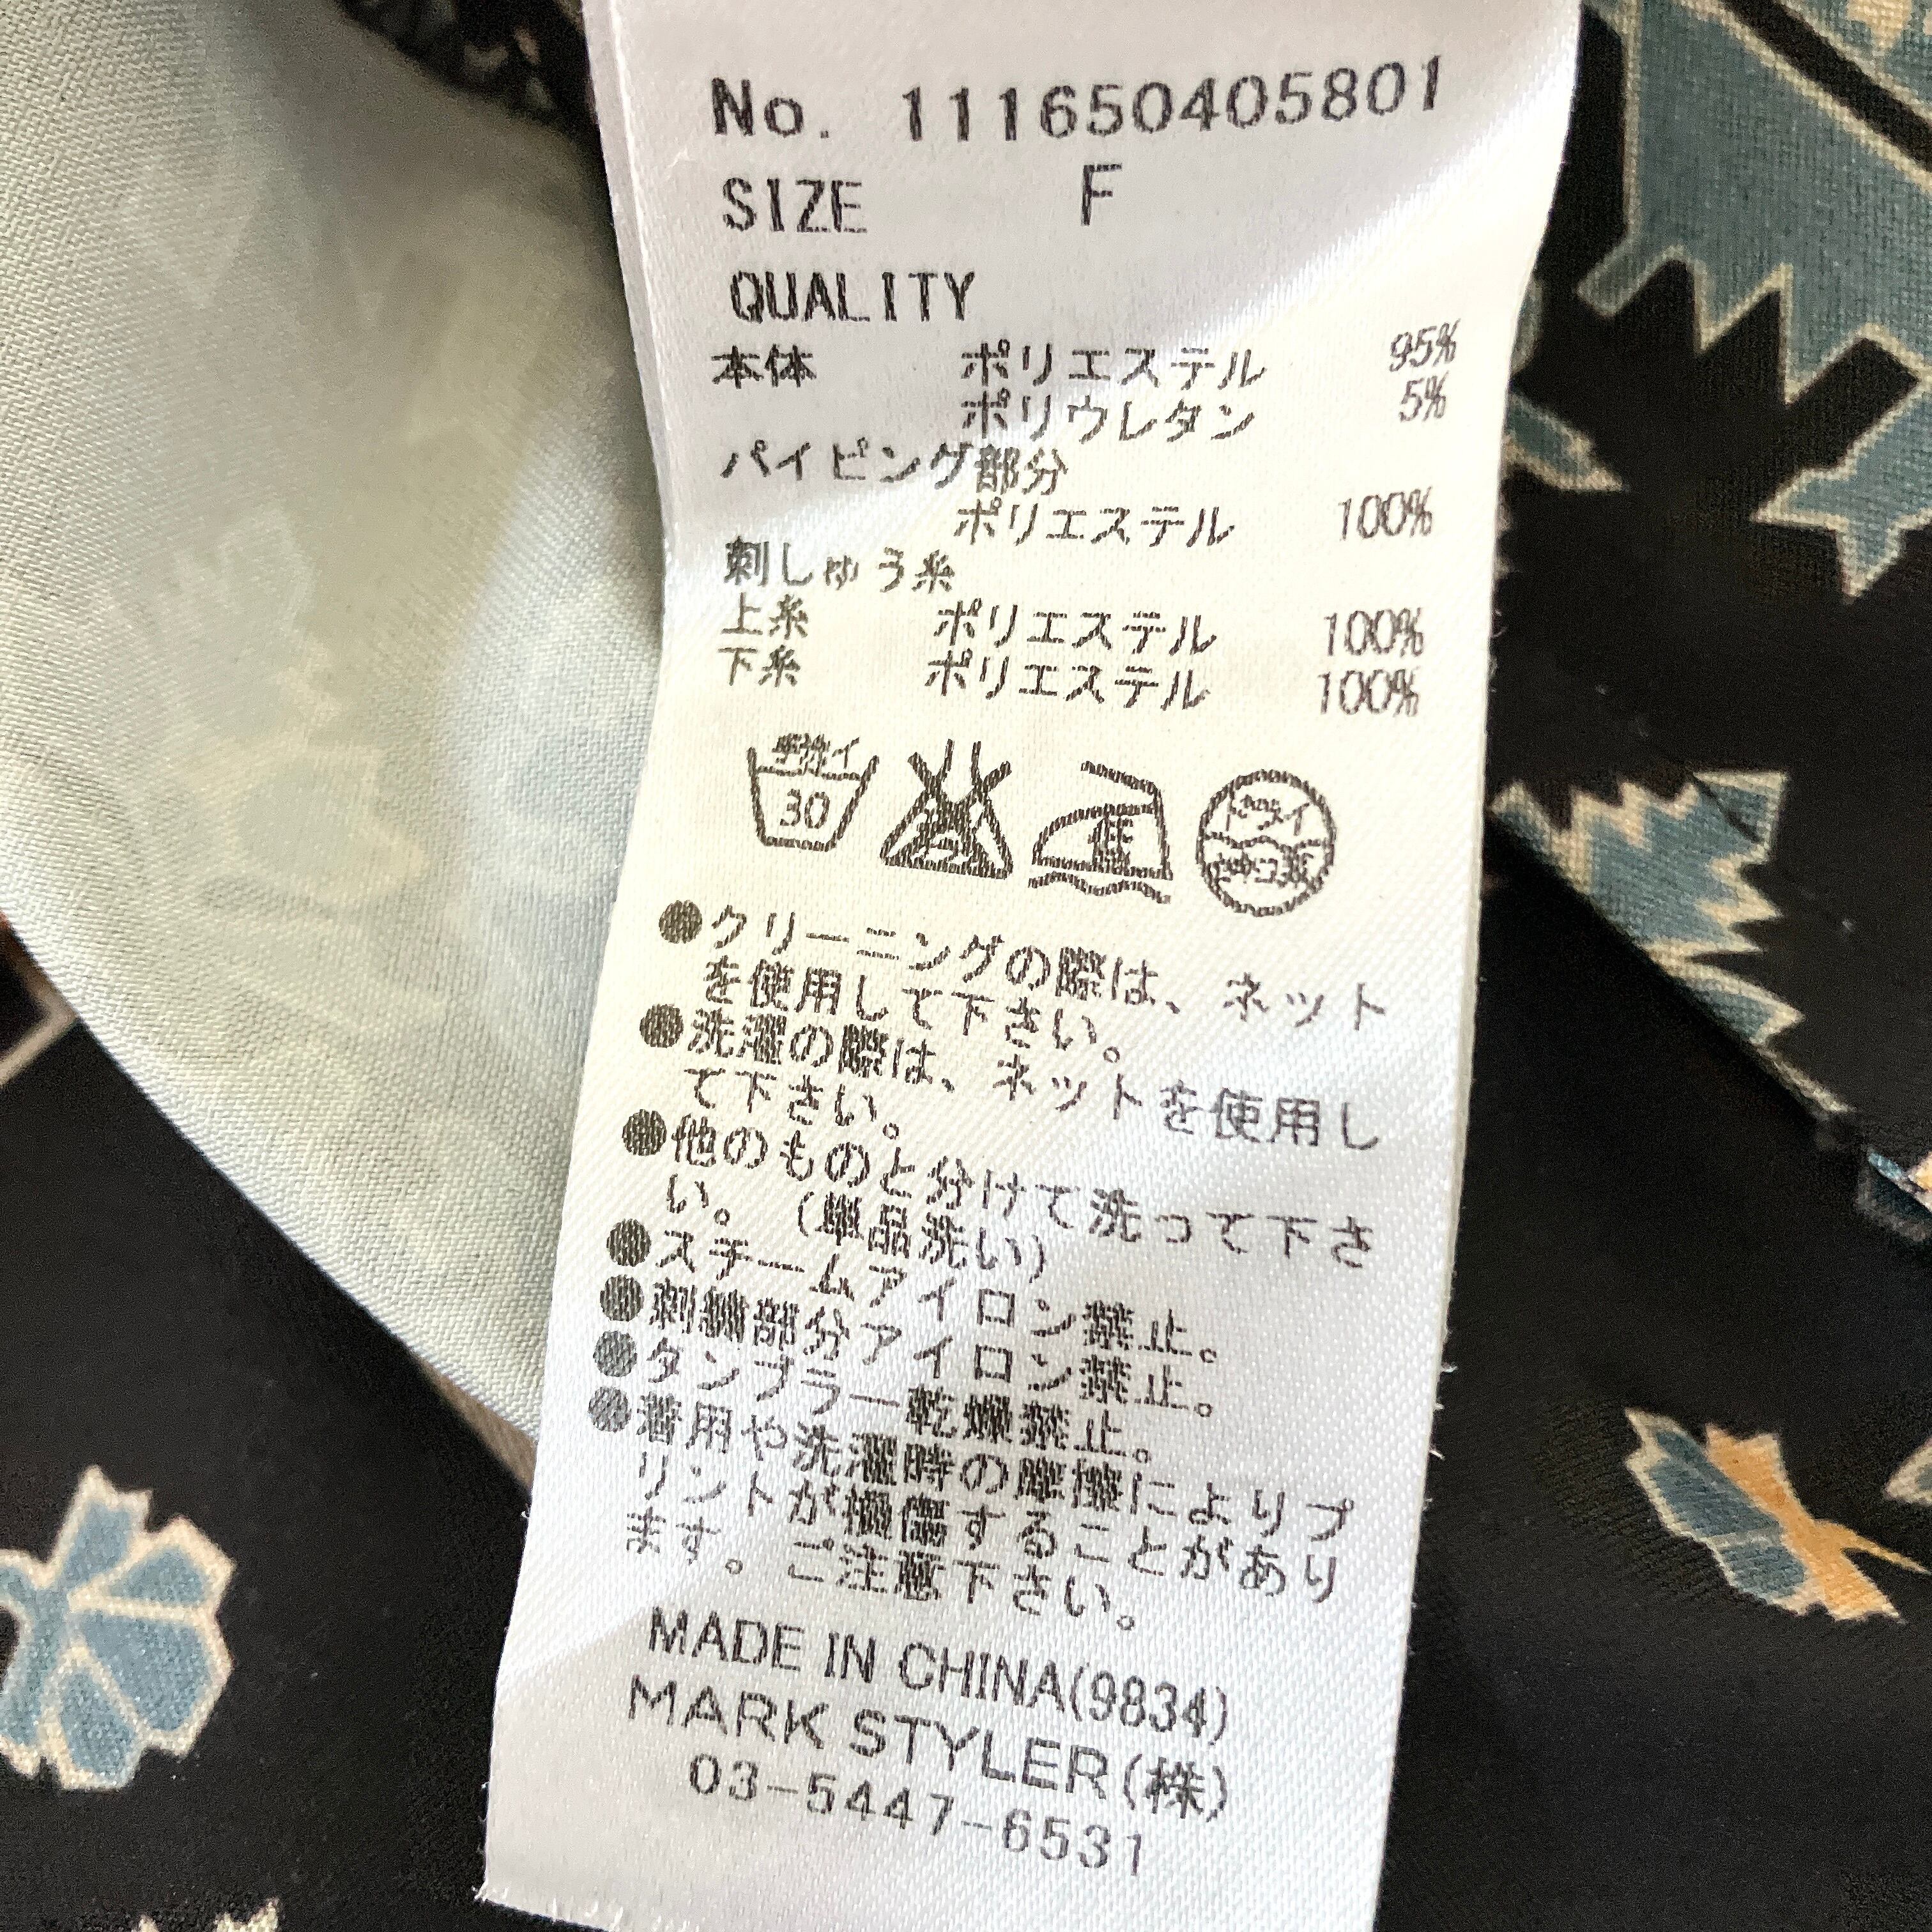 No. 111650405801
SIZE F
QUALITY
本体 ポリエステル 95%
ポリウレタン 5%
パイピング部分
ポリエステル 100%
刺しゅう糸
上糸 ポリエステル 100%
下糸 ポリエステル 100%
手洗イ
30 低 ドライ
セキユ系
●クリーニングの際は、ネット
を使用して下さい。
●洗濯の際は、ネットを使用し
て下さい。
●他のものと分けて洗って下さ
い。(単品洗い)
●スチームアイロン禁止。
●刺繍部分アイロン禁止。
●タンブラー乾燥禁止。
●着用や洗濯時の摩擦によりプ
リントが損傷することがあり
ます。ご注意下さい。
MADE IN CHINA(9834)
MARK STYLER(株)
03-5447-6531